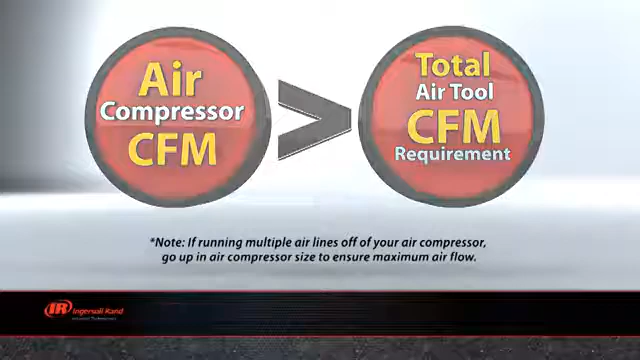 Air
Compressor
CFM
>
Total
Air Tool
CFM
Requirement
*Note: If running multiple air lines off of your air compressor,
go up in air compressor size to ensure maximum air flow.
IR Ingersoll Rand